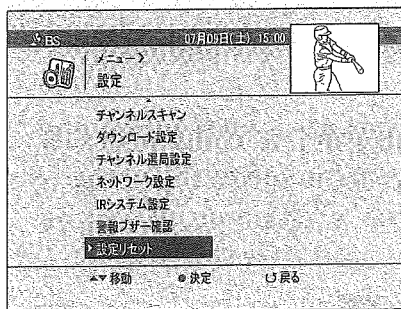 BS 07月09日(土) 15:00
メニュー>
設定
チャンネルスキャン
ダウンロード設定
チャンネル選局設定
ネットワーク設定
IRシステム設定
警報ブザー確認
設定リセット
▲▼移動 ◎決定 戻る